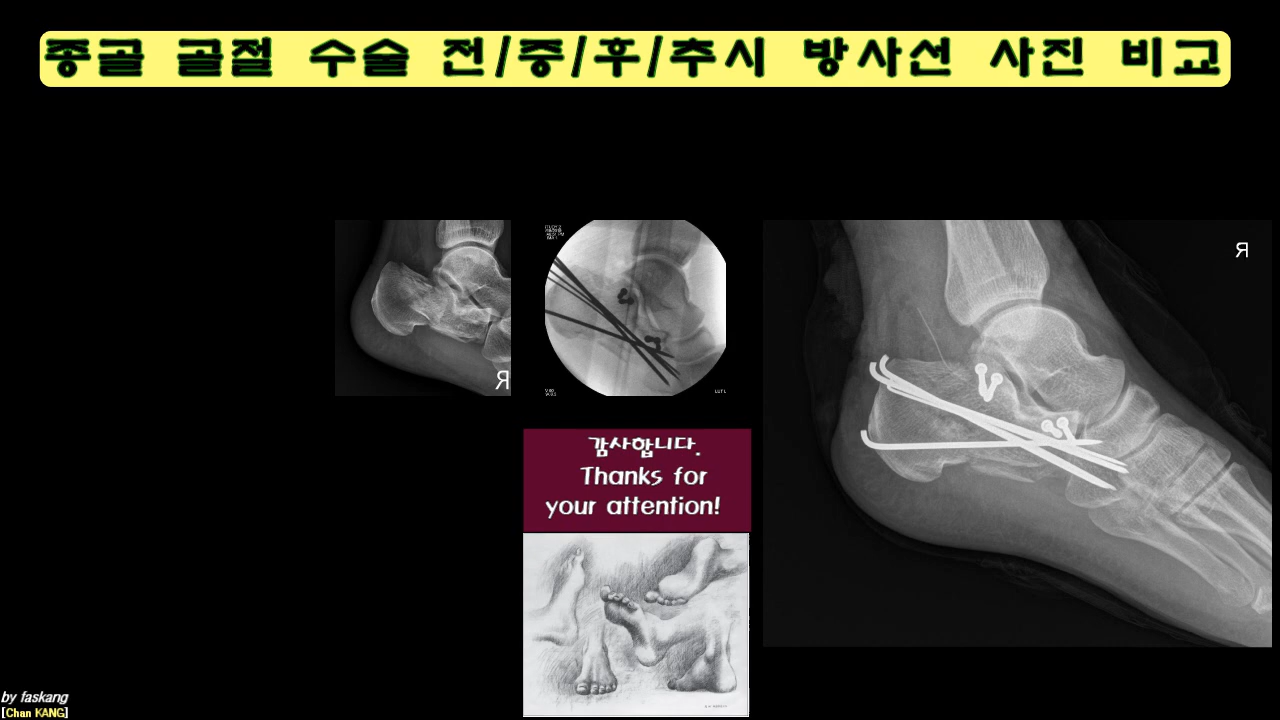 종골 골절 수술 전/중/후/추시 방사선 사진 비교
R
R
감사합니다.
Thanks for
your attention!
by faskang
[Chan KANG]